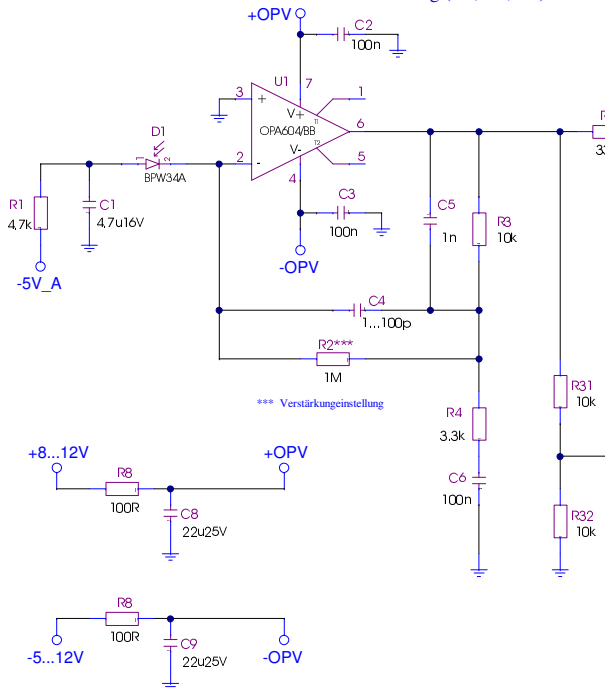 +OPV
C2
100n
U1
7
3
+
1
T1
V+
D1
OPA604/BB
6
T2
1
2
2
-
V-
5
BPW34A
4
R1
4,7k
C1
4,7u16V
C3
100n
C5
1n
R3
10k
-5V_A
-OPV
C4
1...100p
R2***
1M
*** Verstärkungeinstellung
R31
10k
R4
3.3k
+8...12V
+OPV
R8
100R
C6
100n
C8
22u25V
R32
10k
R8
100R
C9
22u25V
-5...12V
-OPV